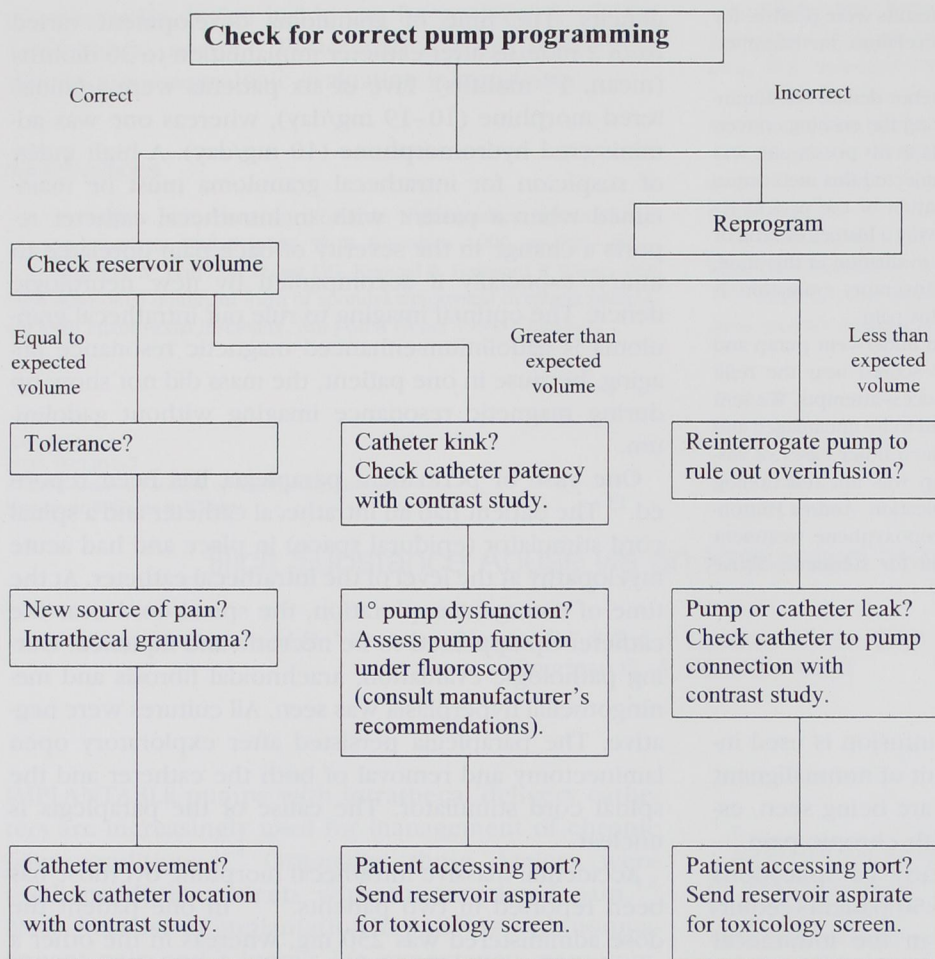 Check for correct pump programming
Correct
Incorrect
Reprogram
Check reservoir volume
Equal to
expected
volume
Greater than
expected
volume
Less than
expected
volume
Tolerance?
Catheter kink?
Check catheter patency
with contrast study.
Reinterrogate pump to
rule out overinfusion?
New source of pain?
Intrathecal granuloma?
1° pump dysfunction?
Assess pump function
under fluoroscopy
(consult manufacturer's
recommendations).
Pump or catheter leak?
Check catheter to pump
connection with
contrast study.
Catheter movement?
Check catheter location
with contrast study.
Patient accessing port?
Send reservoir aspirate
for toxicology screen.
Patient accessing port?
Send reservoir aspirate
for toxicology screen.